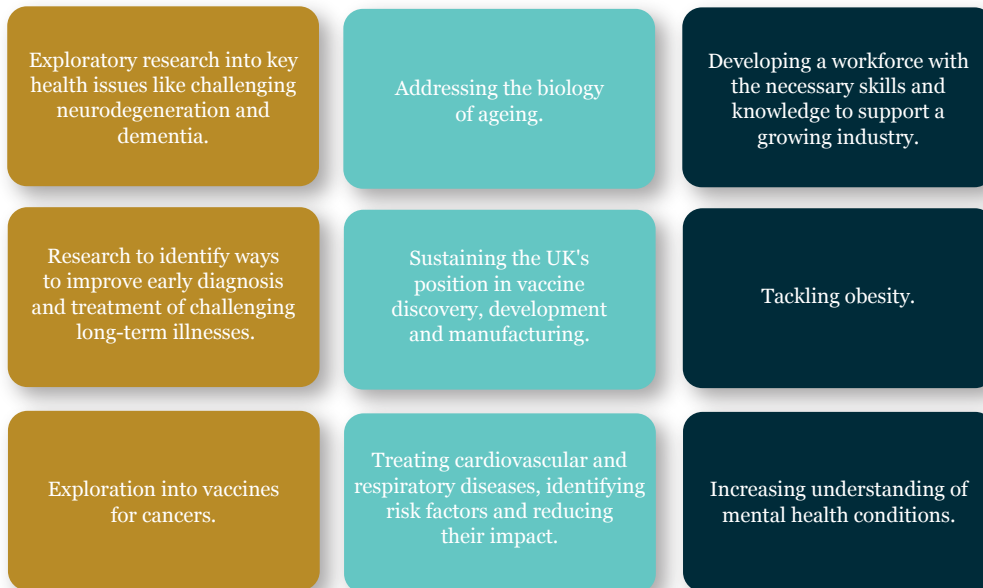 Exploratory research into key
health issues like challenging
neurodegeneration and
dementia.
Addressing the biology
of ageing.
Developing a workforce with
the necessary skills and
knowledge to support a
growing industry.
Research to identify ways
to improve early diagnosis
and treatment of challenging
long-term illnesses.
Sustaining the UK's
position in vaccine
discovery, development
and manufacturing.
Tackling obesity.
Exploration into vaccines
for cancers.
Treating cardiovascular and
respiratory diseases, identifying
risk factors and reducing
their impact.
Increasing understanding of
mental health conditions.